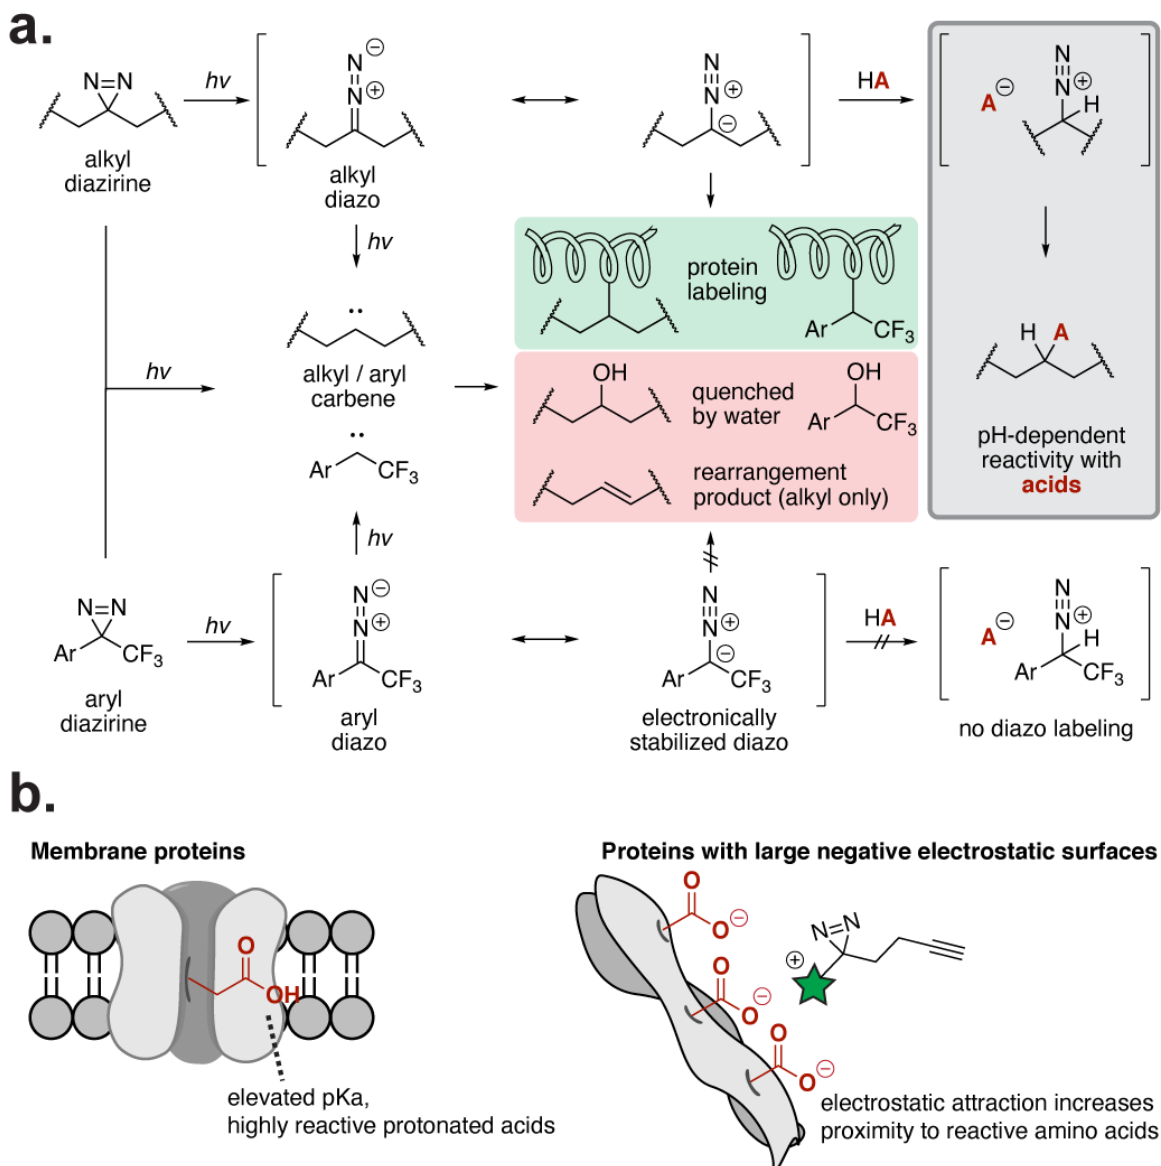 a.
N=N
hν
alkyl
diazirine
N
⊖
N
⊕
alkyl
diazo
N
N
⊕
⊖
HA
A
⊖
N
N
⊕
H
hν
protein
labeling
Ar
CF3
hν
alkyl / aryl
carbene
Ar
CF3
OH
quenched
by water
OH
Ar
CF3
rearrangement
product (alkyl only)
H
A
pH-dependent
reactivity with
acids
hν
N=N
Ar
CF3
aryl
diazirine
hν
N
⊖
N
⊕
Ar
CF3
aryl
diazo
N
N
⊕
⊖
Ar
CF3
electronically
stabilized diazo
HA
A
⊖
N
N
⊕
H
Ar
CF3
no diazo labeling
b.
Membrane proteins
O
OH
elevated pKa,
highly reactive protonated acids
Proteins with large negative electrostatic surfaces
O
O
⊖
O
O
⊖
O
O
⊖
N=N
⊕
electrostatic attraction increases
proximity to reactive amino acids